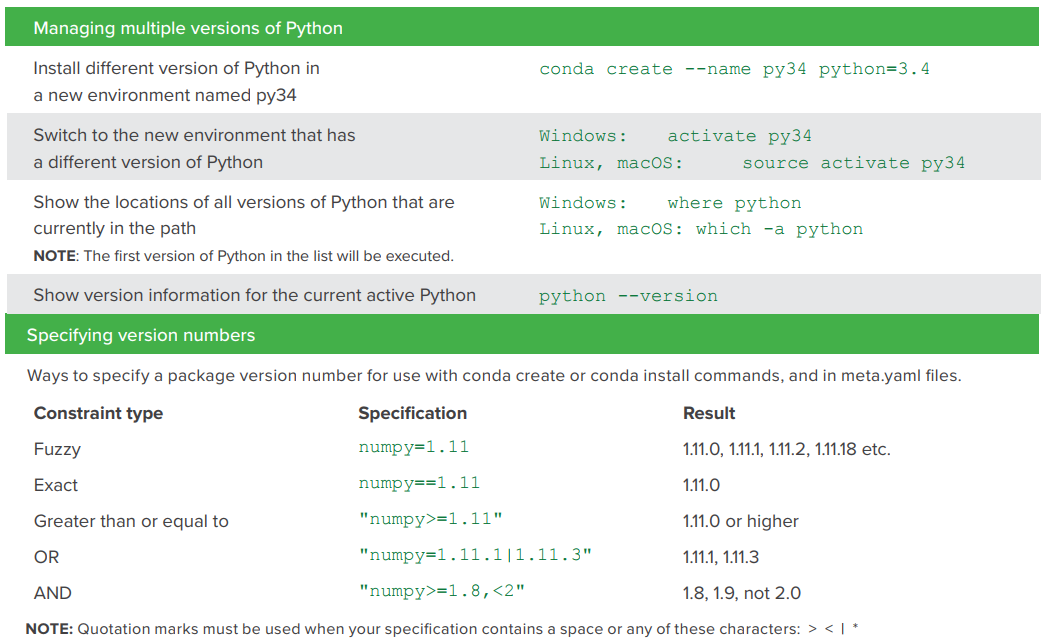 Managing multiple versions of Python
Install different version of Python in
a new environment named py34
conda create --name py34 python=3.4
Switch to the new environment that has
a different version of Python
Windows: activate py34
Linux, macOS: source activate py34
Show the locations of all versions of Python that are
currently in the path
NOTE: The first version of Python in the list will be executed.
Windows: where python
Linux, macOS: which -a python
Show version information for the current active Python
python --version
Specifying version numbers
Ways to specify a package version number for use with conda create or conda install commands, and in meta.yaml files.
Constraint type Specification Result
Fuzzy numpy=1.11 1.11.0, 1.11.1, 1.11.2, 1.11.18 etc.
Exact numpy==1.11 1.11.0
Greater than or equal to "numpy>=1.11" 1.11.0 or higher
OR "numpy=1.11.1|1.11.3" 1.11.1, 1.11.3
AND "numpy>=1.8,<2" 1.8, 1.9, not 2.0
NOTE: Quotation marks must be used when your specification contains a space or any of these characters: > < | *